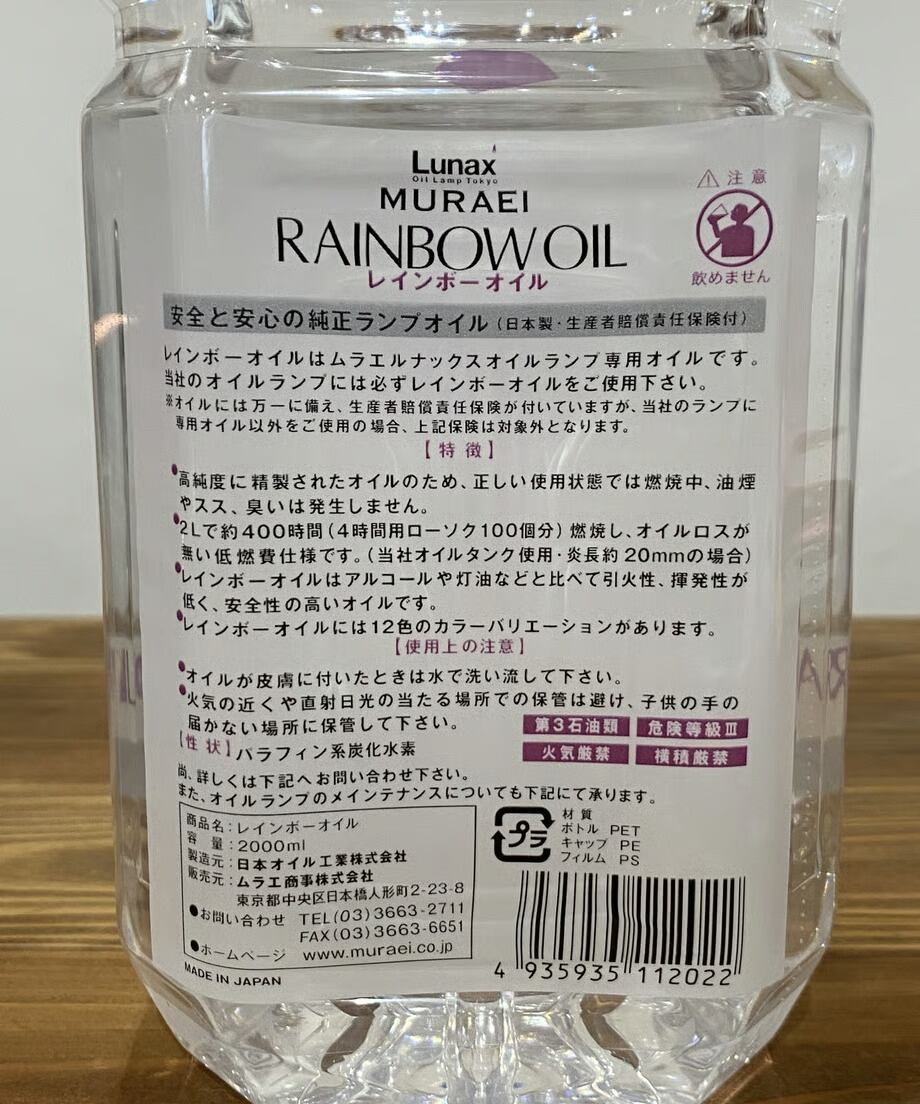 Lunax
Oil Lamp Tokyo
MURAEI
RAINBOW OIL
レインボーオイル
⚠ 注意
飲めません
安全と安心の純正ランプオイル（日本製・生産者賠償責任保険付）
レインボーオイルはムラエルナックスオイルランプ専用オイルです。
当社のオイルランプには必ずレインボーオイルをご使用下さい。
※オイルには万一に備え、生産者賠償責任保険が付いていますが、当社のランプに
専用オイル以外をご使用の場合、上記保険は対象外となります。
【特徴】
●高純度に精製されたオイルのため、正しい使用状態では燃焼中、油煙
やスス、臭いは発生しません。
●2Lで約400時間（4時間用ローソク100個分）燃焼し、オイルロスが
無い低燃費仕様です。（当社オイルタンク使用・炎長約20mmの場合）
●レインボーオイルはアルコールや灯油などと比べて引火性、揮発性が
低く、安全性の高いオイルです。
●レインボーオイルには12色のカラーバリエーションがあります。
【使用上の注意】
●オイルが皮膚に付いたときは水で洗い流して下さい。
●火気の近くや直射日光の当たる場所での保管は避け、子供の手の
届かない場所に保管して下さい。
第3石油類 危険等級Ⅲ
火気厳禁 横積厳禁
【性状】パラフィン系炭化水素
尚、詳しくは下記へお問い合わせ下さい。
また、オイルランプのメインテナンスについても下記にて承ります。
商品名：レインボーオイル
容 量：2000ml
製造元：日本オイル工業株式会社
販売元：ムラエ商事株式会社
東京都中央区日本橋人形町2-23-8
●お問い合わせ TEL(03)3663-2711
FAX(03)3663-6651
●ホームページ www.muraei.co.jp
MADE IN JAPAN
プラ
材質
ボトル PET
キャップ PE
フィルム PS
4 935935 112022